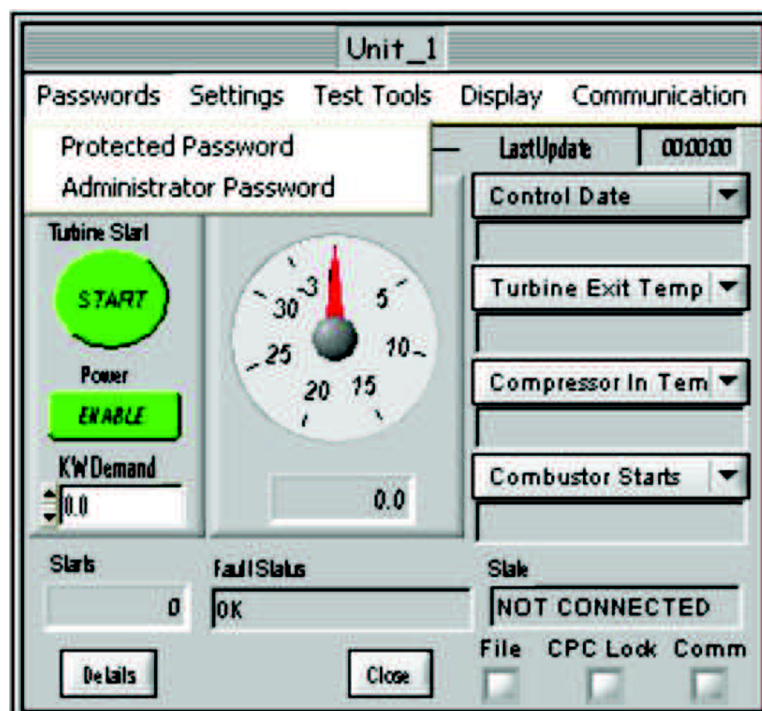 Unit_1
Passwords Settings Test Tools Display Communication
Protected Password
Administrator Password
LastUpdate 00:00:00
Control Date
Turbine Start
START
Turbine Exit Temp
Power
ENABLE
Compressor In Tem
KW Demand
0.0
Combustor Starts
-3
5
10
15
20
25
30
0.0
Starts
0
Fault Status
OK
State
NOT CONNECTED
File CPC Lock Comm
Details
Close